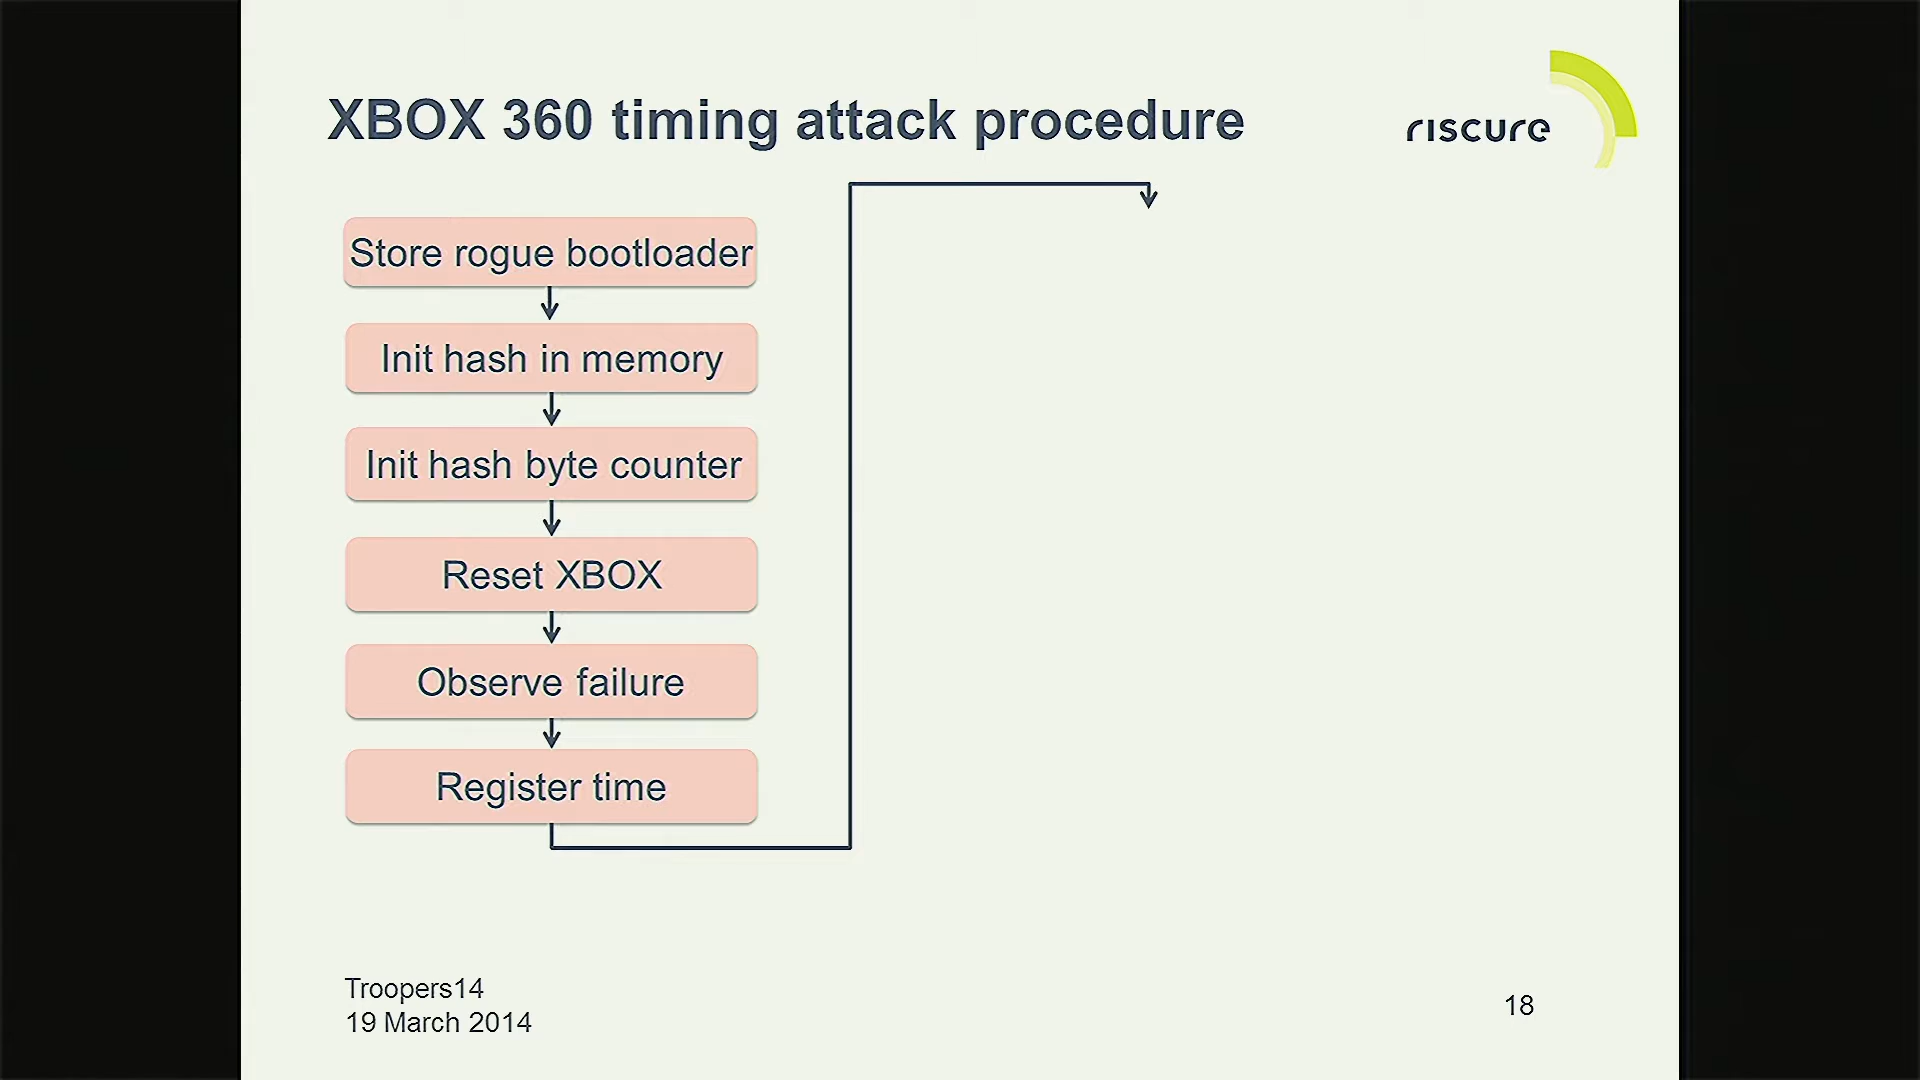 XBOX 360 timing attack procedure
riscure
Store rogue bootloader
Init hash in memory
Init hash byte counter
Reset XBOX
Observe failure
Register time
Troopers14
19 March 2014
18